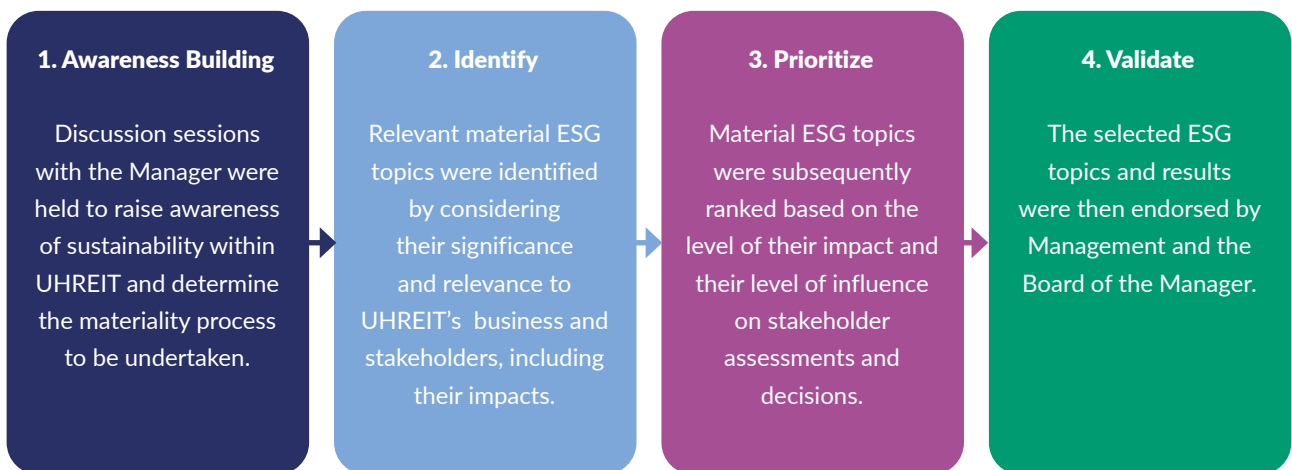 1. Awareness Building
Discussion sessions
with the Manager were
held to raise awareness
of sustainability within
UHREIT and determine
the materiality process
to be undertaken.
2. Identify
Relevant material ESG
topics were identified
by considering
their significance
and relevance to
UHREIT’s business and
stakeholders, including
their impacts.
3. Prioritize
Material ESG topics
were subsequently
ranked based on the
level of their impact and
their level of influence
on stakeholder
assessments and
decisions.
4. Validate
The selected ESG
topics and results
were then endorsed by
Management and the
Board of the Manager.